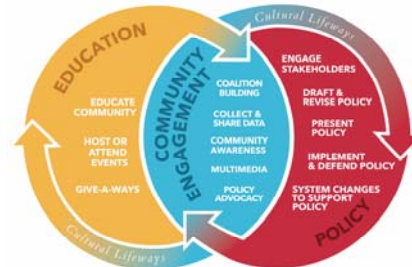 Cultural Lifeways
EDUCATION
EDUCATE
COMMUNITY
HOST OR
ATTEND
EVENTS
GIVE-A-WAYS
COMMUNITY
ENGAGEMENT
COALITION
BUILDING
COLLECT &
SHARE DATA
COMMUNITY
AWARENESS
MULTIMEDIA
POLICY
ADVOCACY
ENGAGE
STAKEHOLDERS
DRAFT &
REVISE POLICY
PRESENT
POLICY
IMPLEMENT
& DEFEND POLICY
SYSTEM CHANGES
TO SUPPORT
POLICY
POLICY
Cultural Lifeways